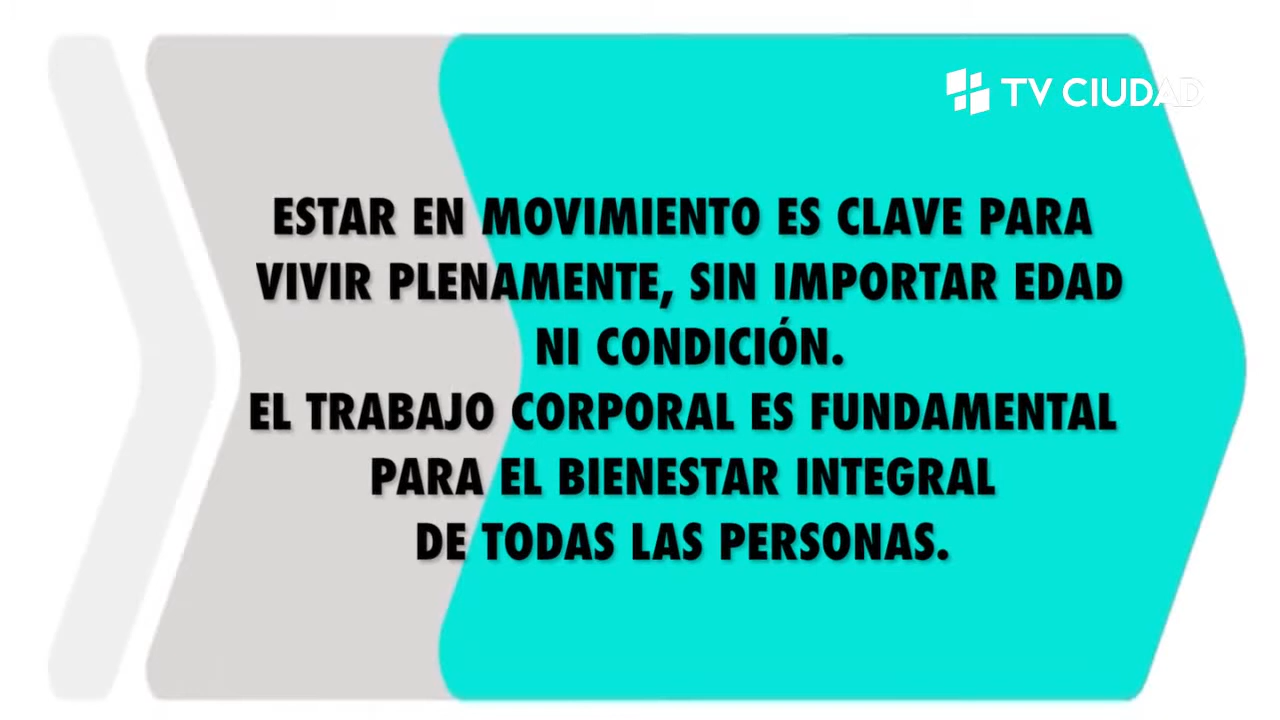 TV CIUDAD
ESTAR EN MOVIMIENTO ES CLAVE PARA
VIVIR PLENAMENTE, SIN IMPORTAR EDAD
NI CONDICIÓN.
EL TRABAJO CORPORAL ES FUNDAMENTAL
PARA EL BIENESTAR INTEGRAL
DE TODAS LAS PERSONAS.